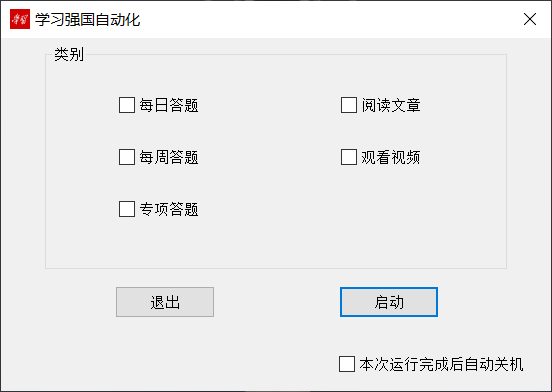 学习强国自动化
类别
每日答题
阅读文章
每周答题
观看视频
专项答题
退出
启动
本次运行完成后自动关机